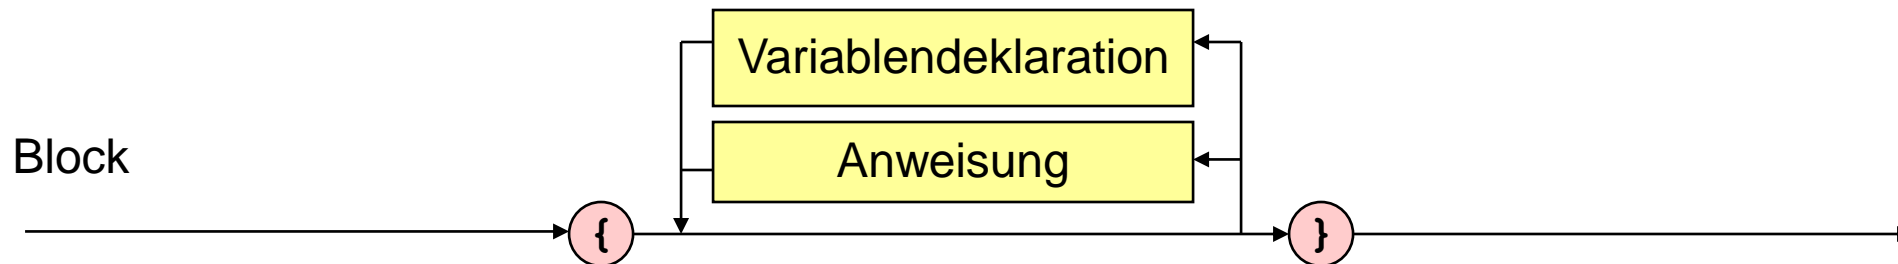 Variablendeklaration
Anweisung
Block
{ }